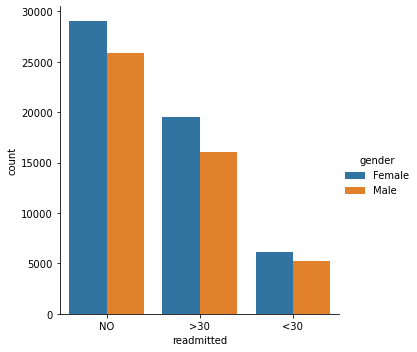 30000
25000
20000
15000
10000
5000
0
count
NO >30 <30
readmitted
gender
Female
Male